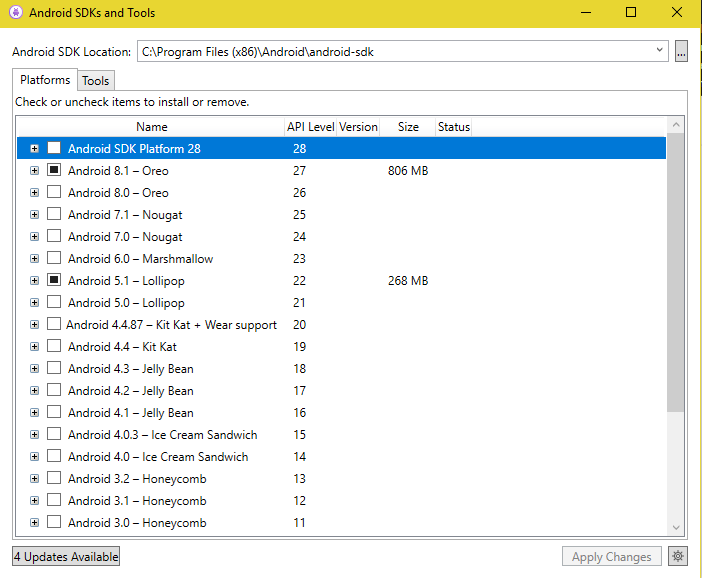 Android SDKs and Tools
Android SDK Location: C:\Program Files (x86)\Android\android-sdk ...
Platforms Tools
Check or uncheck items to install or remove.
Name API Level Version Size Status
Android SDK Platform 28 28
Android 8.1 – Oreo 27 806 MB
Android 8.0 – Oreo 26
Android 7.1 – Nougat 25
Android 7.0 – Nougat 24
Android 6.0 – Marshmallow 23
Android 5.1 – Lollipop 22 268 MB
Android 5.0 – Lollipop 21
Android 4.4.87 – Kit Kat + Wear support 20
Android 4.4 – Kit Kat 19
Android 4.3 – Jelly Bean 18
Android 4.2 – Jelly Bean 17
Android 4.1 – Jelly Bean 16
Android 4.0.3 – Ice Cream Sandwich 15
Android 4.0 – Ice Cream Sandwich 14
Android 3.2 – Honeycomb 13
Android 3.1 – Honeycomb 12
Android 3.0 – Honeycomb 11
4 Updates Available Apply Changes